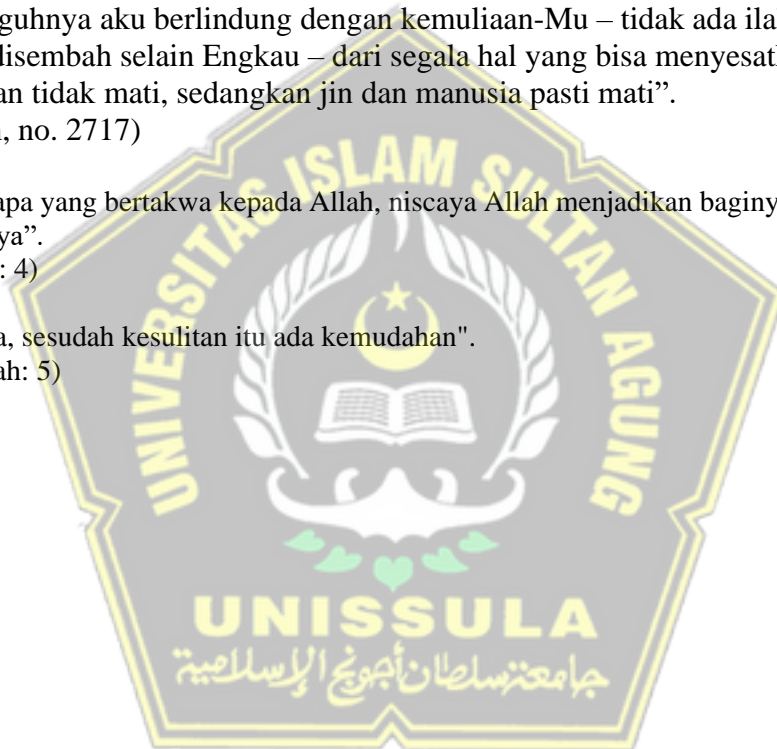 guhnya aku berlindung dengan kemuliaan-Mu – tidak ada ila
disembah selain Engkau – dari segala hal yang bisa menyesat
an tidak mati, sedangkan jin dan manusia pasti mati”.
, no. 2717)
apa yang bertakwa kepada Allah, niscaya Allah menjadikan baginy
ya”.
: 4)
, sesudah kesulitan itu ada kemudahan".
ah: 5)
UNIVERSITAS ISLAM SULTAN AGUNG
UNISSULA
جامعتنسلطان أجونج الإسلامية